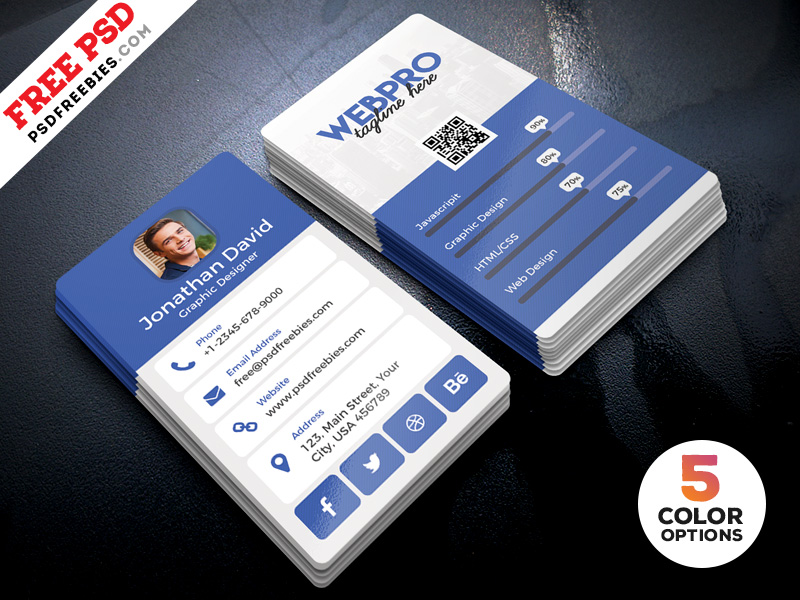 FREE PSD
PSDFREEBIES.COM
WEBPRO
tagline here
90%
Javascripit
80%
Graphic Design
70%
HTML/CSS
75%
Web Design
Jonathan David
Graphic Designer
Phone
+1-2345-678-9000
Email Address
free@psdfreebies.com
Website
www.psdfreebies.com
Address
123, Main Street, Your
City, USA 456789
f
Bē
5
COLOR
OPTIONS